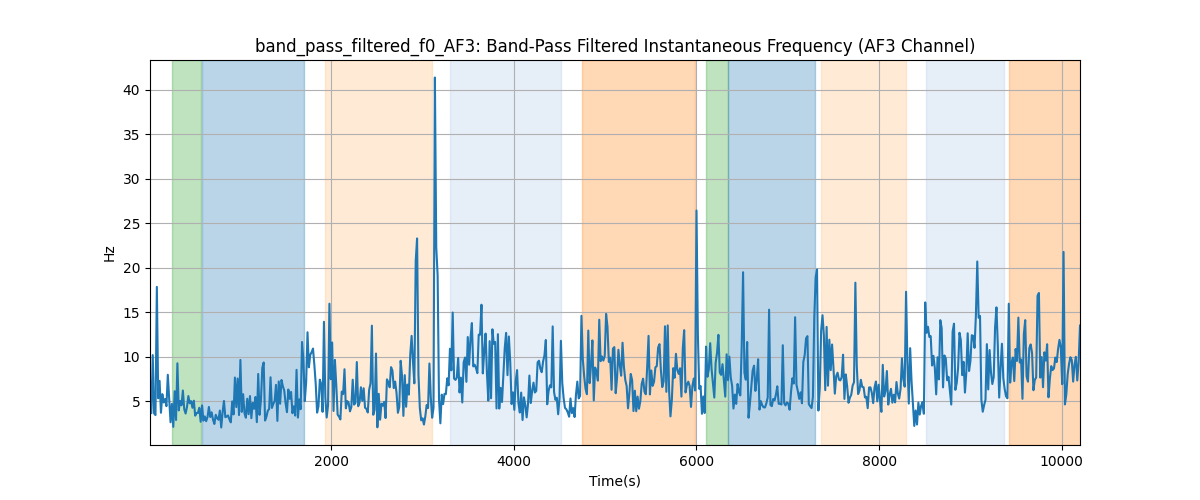 band_pass_filtered_f0_AF3: Band-Pass Filtered Instantaneous Frequency (AF3 Channel)
40
35
30
25
20
15
10
5
Hz
2000 4000 6000 8000 10000
Time(s)